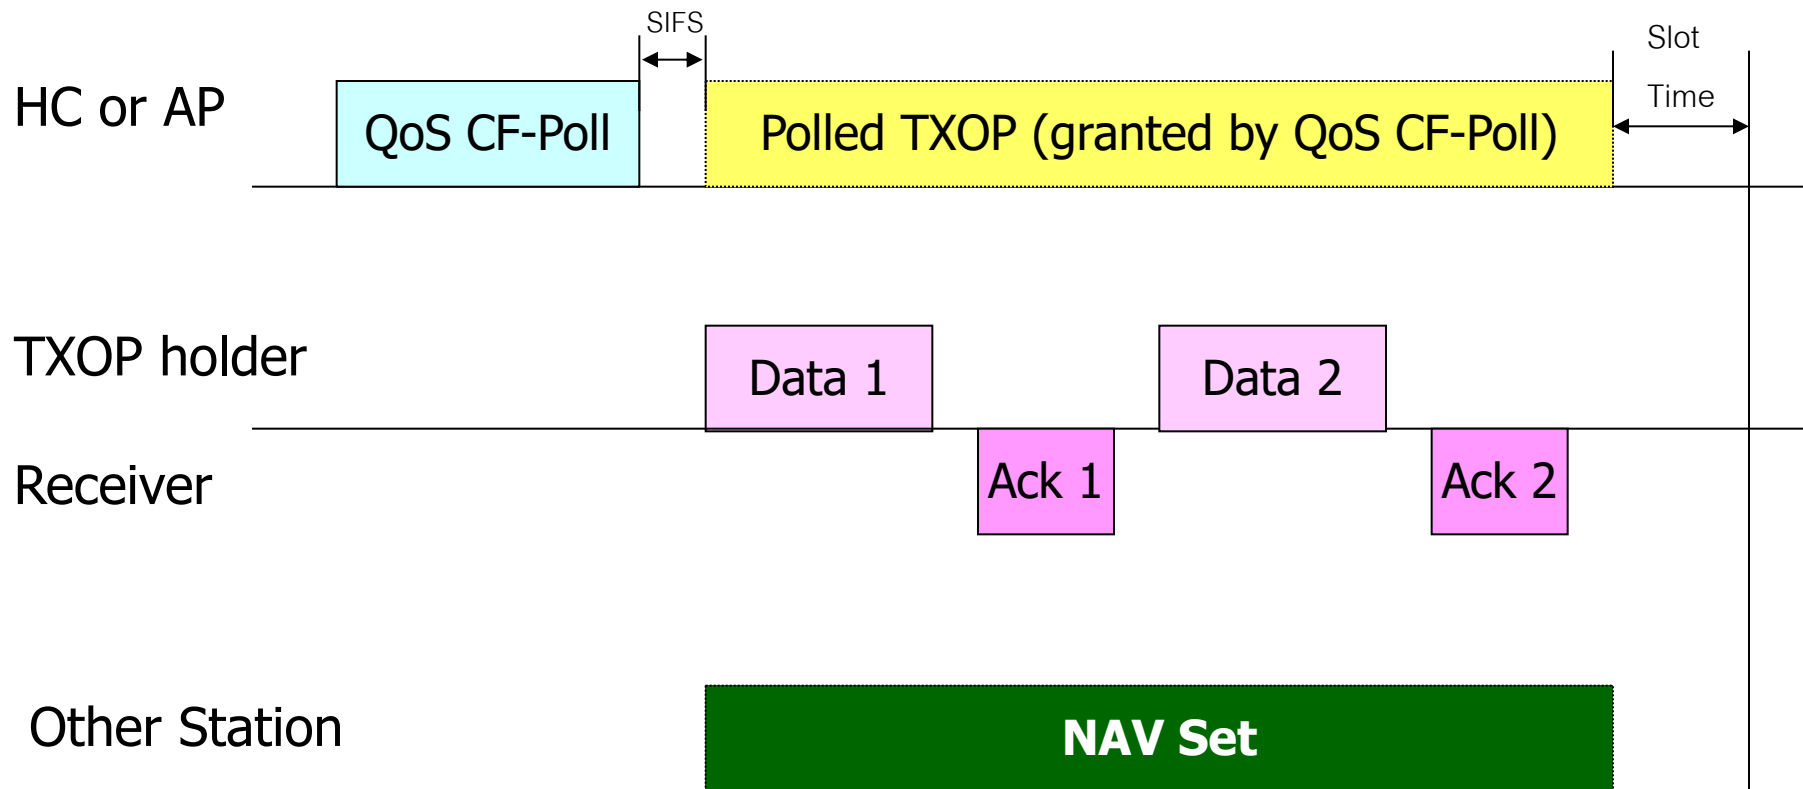 SIFS
Slot
Time
HC or AP
QoS CF-Poll
Polled TXOP (granted by QoS CF-Poll)
TXOP holder
Data 1
Data 2
Receiver
Ack 1
Ack 2
Other Station
NAV Set